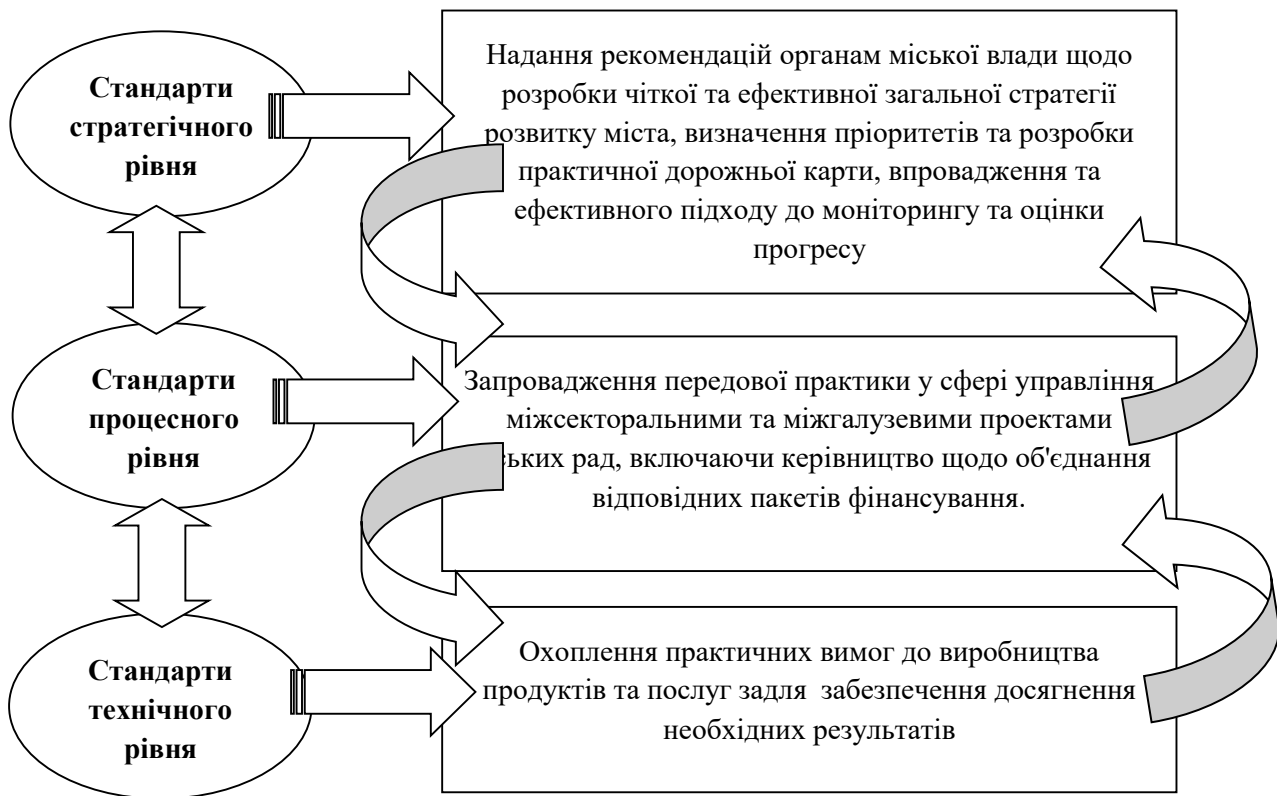 Стандарти
стратегічного
рівня
Надання рекомендацій органам міської влади щодо
розробки чіткої та ефективної загальної стратегії
розвитку міста, визначення пріоритетів та розробки
практичної дорожньої карти, впровадження та
ефективного підходу до моніторингу та оцінки
прогресу
Стандарти
процесного
рівня
Запровадження передової практики у сфері управління
міжсекторальними та міжгалузевими проектами
рад, включаючи керівництво щодо об'єднання
відповідних пакетів фінансування.
Стандарти
технічного
рівня
Охоплення практичних вимог до виробництва
продуктів та послуг задля забезпечення досягнення
необхідних результатів